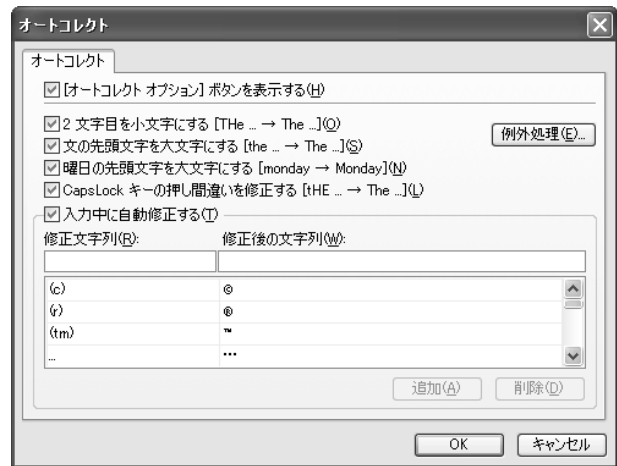 オートコレクト
オートコレクト
[オートコレクト オプション] ボタンを表示する(H)
2 文字目を小文字にする [THe ... → The ...](O)
例外処理(E)...
文の先頭文字を大文字にする [the ... → The ...](S)
曜日の先頭文字を大文字にする [monday → Monday](N)
CapsLock キーの押し間違いを修正する [tHE ... → The ...](L)
入力中に自動修正する(T)
修正文字列(R): 修正後の文字列(W):
(c) ©
(r) ®
(tm) ™
... …
追加(A) 削除(D)
OK キャンセル